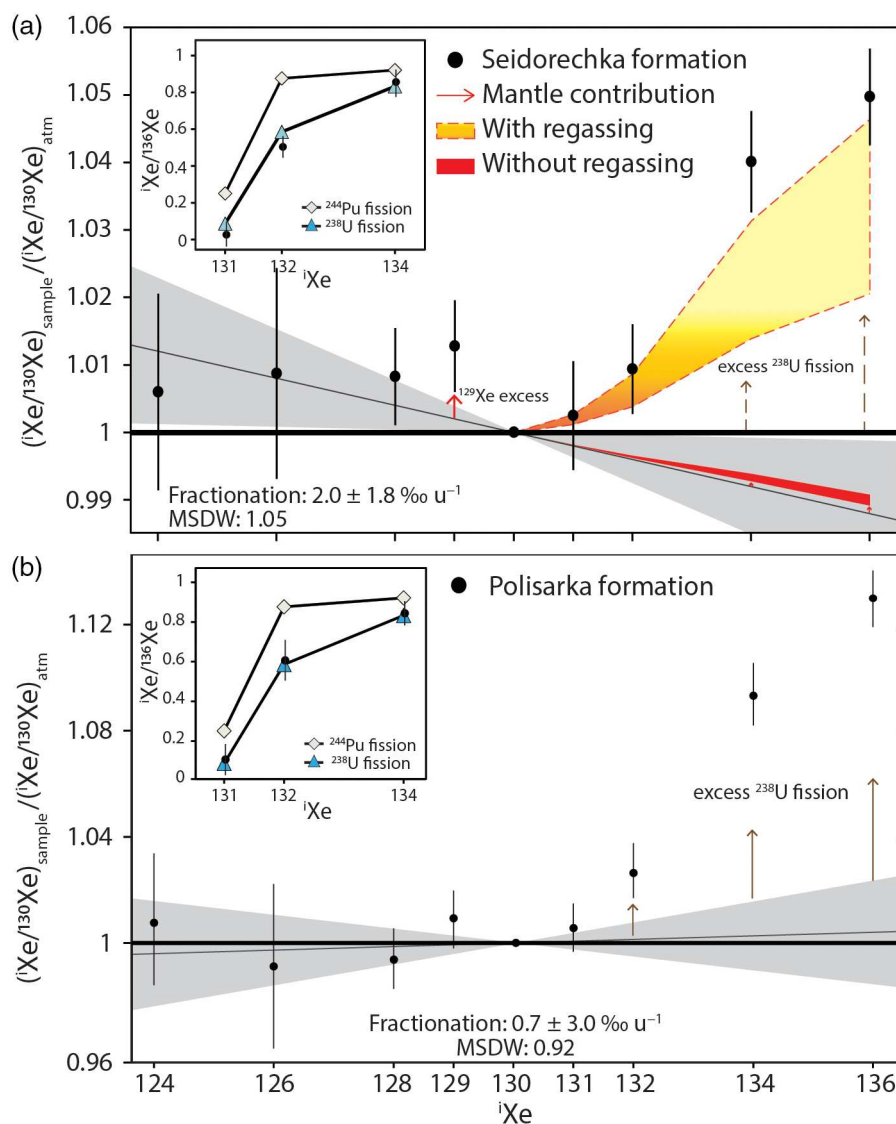 (a)
1.06
1.05
1.04
1.03
1.02
1.01
1
0.99
(ⁱXe/¹³⁰Xe)sample/(ⁱXe/¹³⁰Xe)atm
1
0.8
0.6
0.4
0.2
0
ⁱXe/¹³⁶Xe
²⁴⁴Pu fission
²³⁸U fission
131 132 134
ⁱXe
Seidorechka formation
Mantle contribution
With regassing
Without regassing
¹²⁹Xe excess
excess ²³⁸U fission
Fractionation: 2.0 ± 1.8 ‰ u⁻¹
MSDW: 1.05
(b)
1.12
1.08
1.04
1
0.96
(ⁱXe/¹³⁰Xe)sample/(ⁱXe/¹³⁰Xe)atm
1
0.8
0.6
0.4
0.2
0
ⁱXe/¹³⁶Xe
²⁴⁴Pu fission
²³⁸U fission
131 132 134
ⁱXe
Polisarka formation
excess ²³⁸U fission
Fractionation: 0.7 ± 3.0 ‰ u⁻¹
MSDW: 0.92
124 126 128 129 130 131 132 134 136
ⁱXe